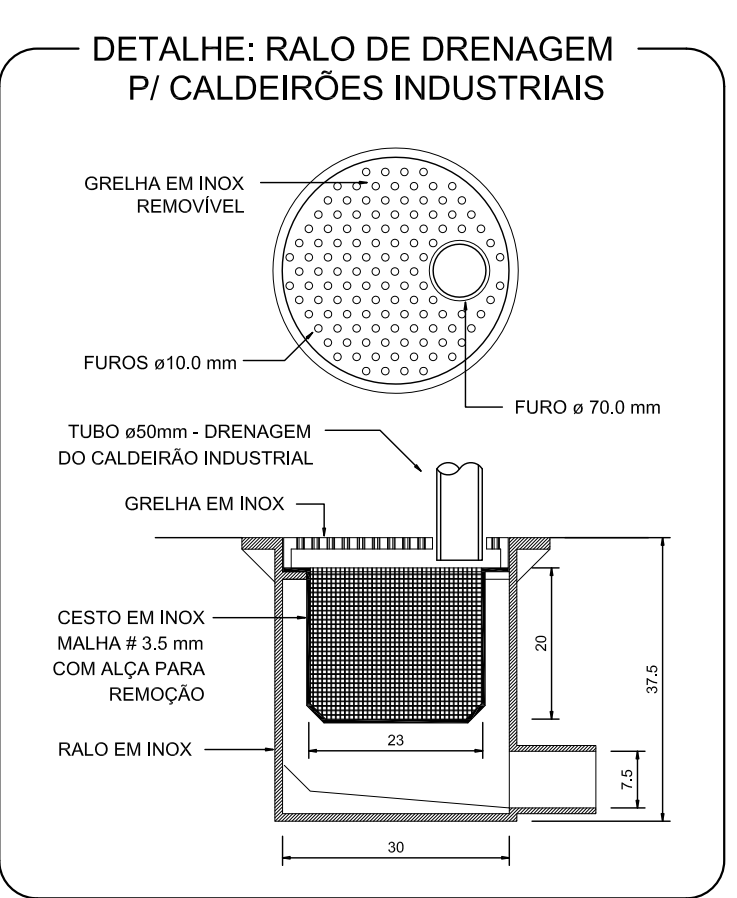 DETALHE: RALO DE DRENAGEM
P/ CALDEIRÕES INDUSTRIAIS
GRELHA EM INOX
REMOVÍVEL
FUROS ø10.0 mm
FURO ø 70.0 mm
TUBO ø50mm - DRENAGEM
DO CALDEIRÃO INDUSTRIAL
GRELHA EM INOX
CESTO EM INOX
MALHA # 3.5 mm
COM ALÇA PARA
REMOÇÃO
RALO EM INOX
20
37.5
23
7.5
30